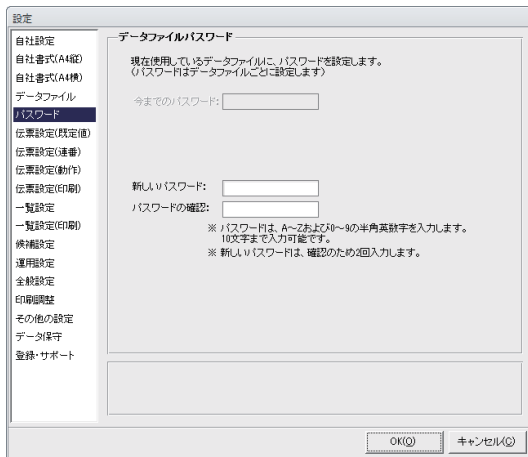 設定
自社設定
自社書式(A4縦)
自社書式(A4横)
データファイル
パスワード
伝票設定(既定値)
伝票設定(連番)
伝票設定(動作)
伝票設定(印刷)
一覧設定
一覧設定(印刷)
候補設定
運用設定
全般設定
印刷調整
その他の設定
データ保守
登録・サポート
データファイルパスワード
現在使用しているデータファイルに、パスワードを設定します。
(パスワードはデータファイルごとに設定します)
今までのパスワード:
新しいパスワード:
パスワードの確認:
※ パスワードは、A～Zおよび0～9の半角英数字を入力します。
10文字まで入力可能です。
※ 新しいパスワードは、確認のため2回入力します。
OK(O)
キャンセル(C)